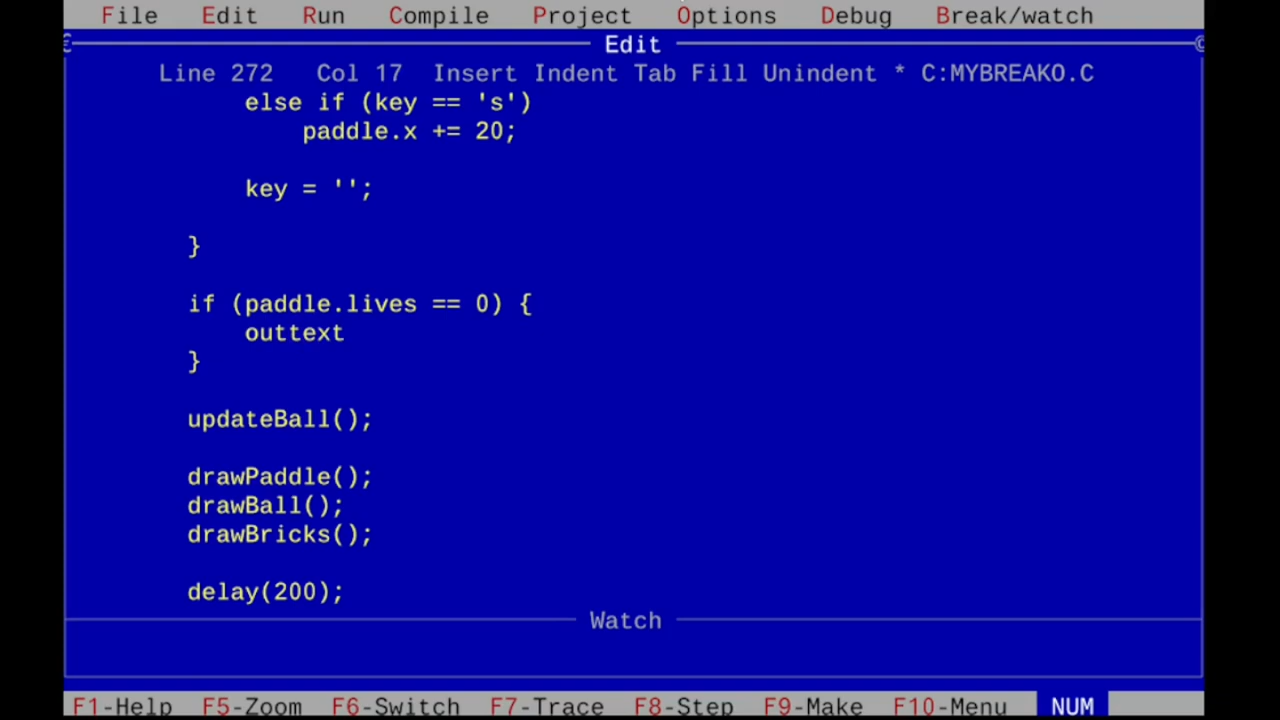 File Edit Run Compile Project Options Debug Break/watch
Edit
Line 272 Col 17 Insert Indent Tab Fill Unindent * C:MYBREAKO.C
else if (key == 's')
paddle.x += 20;
key = '';
}
if (paddle.lives == 0) {
outtext
}
updateBall();
drawPaddle();
drawBall();
drawBricks();
delay(200);
Watch
F1-Help F5-Zoom F6-Switch F7-Trace F8-Step F9-Make F10-Menu NUM